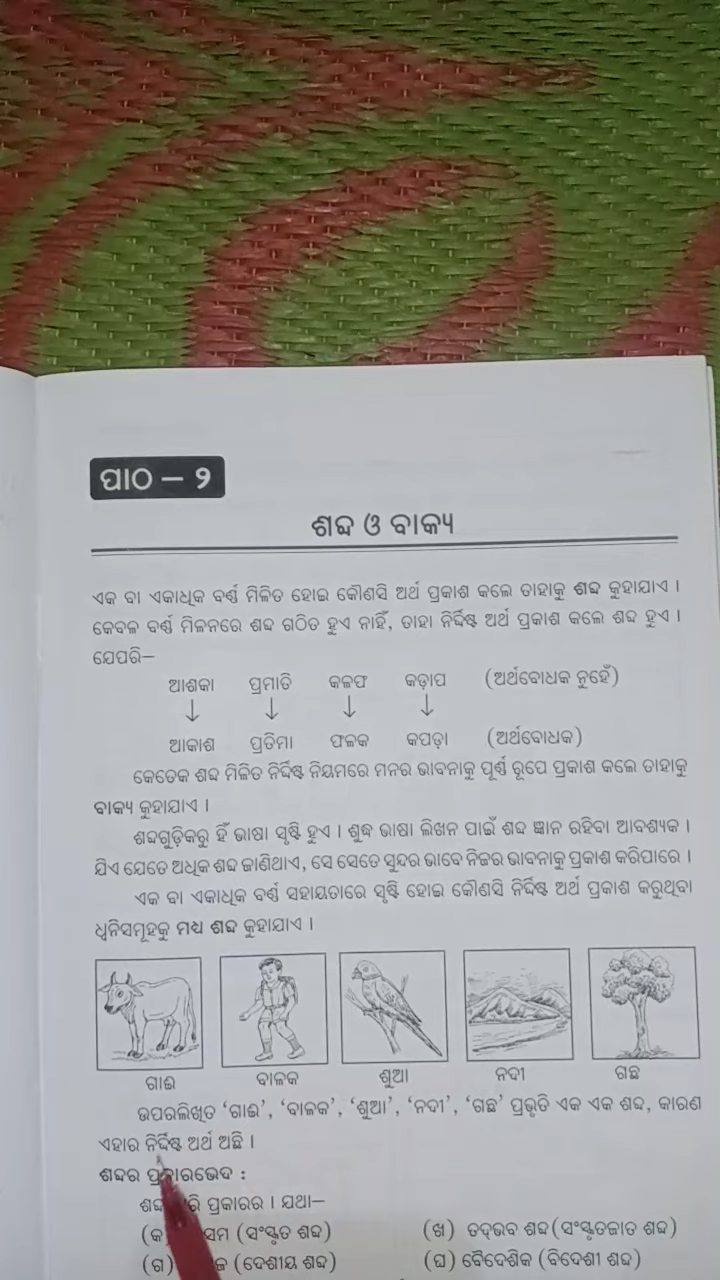 ପାଠ – ୨
ଶବ୍ଦ ଓ ବାକ୍ୟ
ଏକ ବା ଏକାଧିକ ବର୍ଣ୍ଣ ମିଳିତ ହୋଇ କୌଣସି ଅର୍ଥ ପ୍ରକାଶ କଲେ ତାହାକୁ ଶବ୍ଦ କୁହାଯାଏ ।
କେବଳ ବର୍ଣ୍ଣ ମିଳନରେ ଶବ୍ଦ ଗଠିତ ହୁଏ ନାହିଁ, ତାହା ନିର୍ଦ୍ଦିଷ୍ଟ ଅର୍ଥ ପ୍ରକାଶ କଲେ ଶବ୍ଦ ହୁଏ ।
ଯେପରି–
ଆଶକା ପ୍ରମାତି କଳଫ କଡ଼ାପ (ଅର୍ଥବୋଧକ ନୁହେଁ)
↓ ↓ ↓ ↓
ଆକାଶ ପ୍ରତିମା ଫଳକ କପଡ଼ା (ଅର୍ଥବୋଧକ)
କେତେକ ଶବ୍ଦ ମିଳିତ ନିର୍ଦ୍ଦିଷ୍ଟ ନିୟମରେ ମନର ଭାବନାକୁ ପୂର୍ଣ୍ଣ ରୂପେ ପ୍ରକାଶ କଲେ ତାହାକୁ
ବାକ୍ୟ କୁହାଯାଏ ।
ଶବ୍ଦଗୁଡ଼ିକରୁ ହିଁ ଭାଷା ସୃଷ୍ଟି ହୁଏ । ଶୁଦ୍ଧ ଭାଷା ଲିଖନ ପାଇଁ ଶବ୍ଦ ଜ୍ଞାନ ରହିବା ଆବଶ୍ୟକ ।
ଯିଏ ଯେତେ ଅଧିକ ଶବ୍ଦ ଜାଣିଥାଏ, ସେ ସେତେ ସୁନ୍ଦର ଭାବେ ନିଜର ଭାବନାକୁ ପ୍ରକାଶ କରିପାରେ ।
ଏକ ବା ଏକାଧିକ ବର୍ଣ୍ଣ ସହାୟତାରେ ସୃଷ୍ଟି ହୋଇ କୌଣସି ନିର୍ଦ୍ଦିଷ୍ଟ ଅର୍ଥ ପ୍ରକାଶ କରୁଥିବା
ଧ୍ୱନିସମୂହକୁ ମଧ୍ୟ ଶବ୍ଦ କୁହାଯାଏ ।
ଗାଈ ବାଳକ ଶୁଆ ନଦୀ ଗଛ
ଉପରଲିଖିତ ‘ଗାଈ’, ‘ବାଳକ’, ‘ଶୁଆ’, ‘ନଦୀ’, ‘ଗଛ’ ପ୍ରଭୃତି ଏକ ଏକ ଶବ୍ଦ, କାରଣ
ଏହାର ନିର୍ଦ୍ଦିଷ୍ଟ ଅର୍ଥ ଅଛି ।
ଶବ୍ଦର ପ୍ରକାରଭେଦ :
ପ୍ରକାରର । ଯଥା–
(କ (ସଂସ୍କୃତ ଶବ୍ଦ) (ଖ) ତଦ୍‌ଭବ ଶବ୍ଦ (ସଂସ୍କୃତଜାତ ଶବ୍ଦ)
(ଗ) (ଦେଶୀୟ ଶବ୍ଦ) (ଘ) ବୈଦେଶିକ (ବିଦେଶୀ ଶବ୍ଦ)